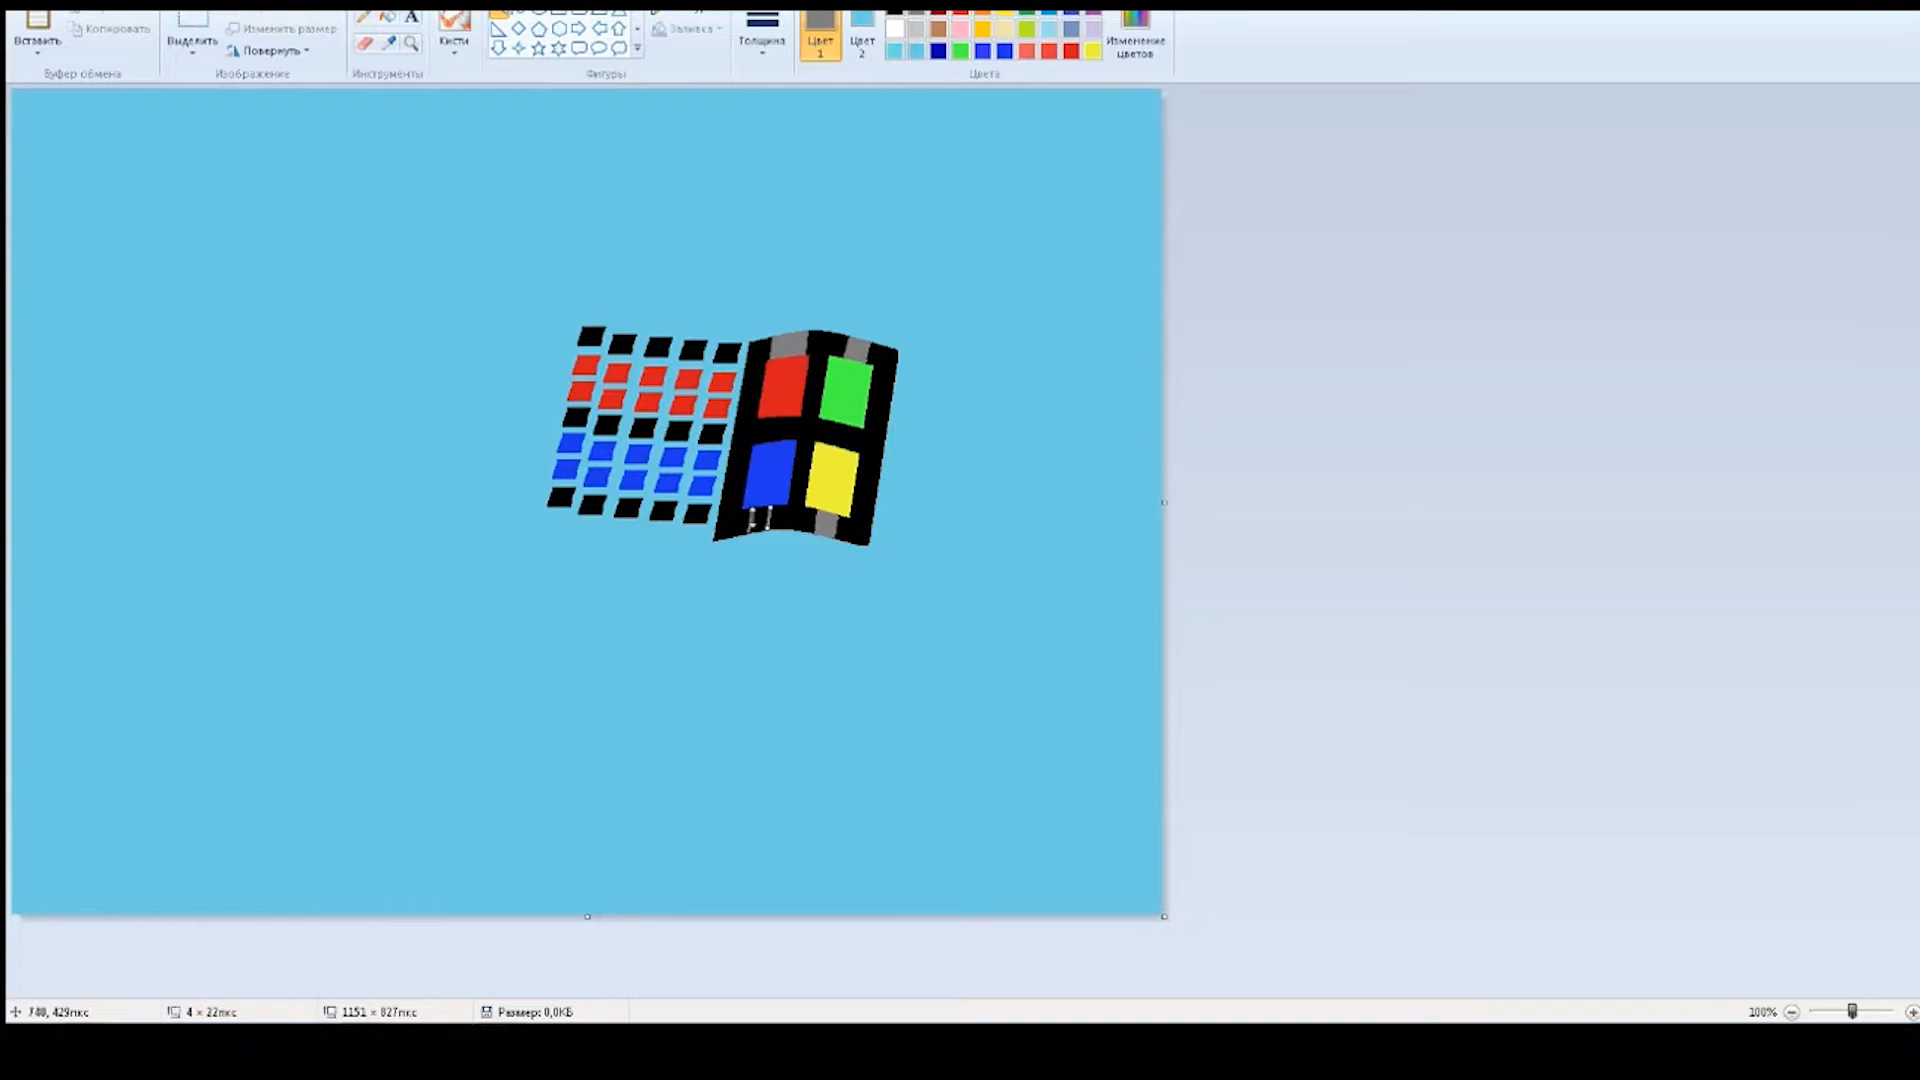 Вставить
Копировать
Выделить
Изменить размер
Повернуть
A
Кисти
Заливка
Толщина
Цвет
1
Цвет
2
Изменение
цветов
Буфер обмена
Изображение
Инструменты
Фигуры
Цвета
740, 429пкс
4 × 22пкс
1151 × 827пкс
Размер: 0,0КБ
100%